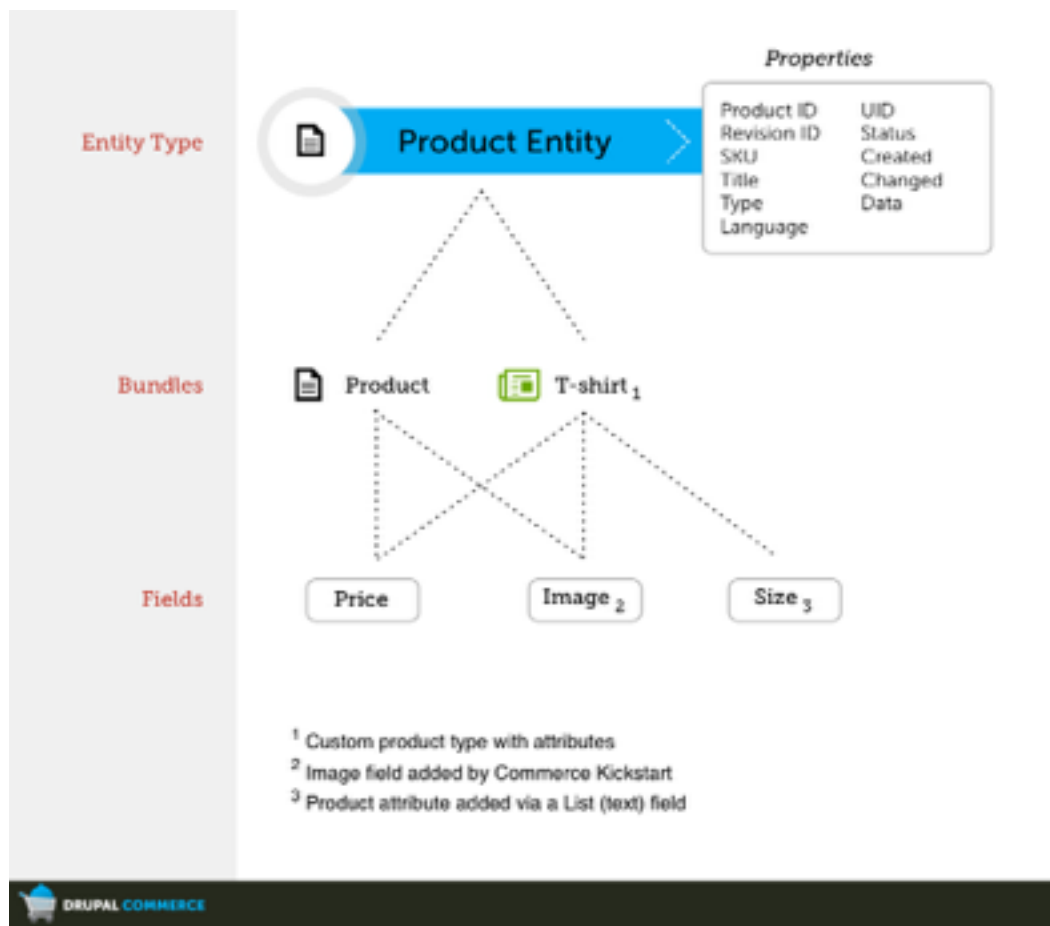 Properties
Entity Type
Product Entity
Product ID UID
Revision ID Status
SKU Created
Title Changed
Type Data
Language
Bundles
Product
T-shirt 1
Fields
Price
Image 2
Size 3
1 Custom product type with attributes
2 Image field added by Commerce Kickstart
3 Product attribute added via a List (text) field
DRUPAL COMMERCE